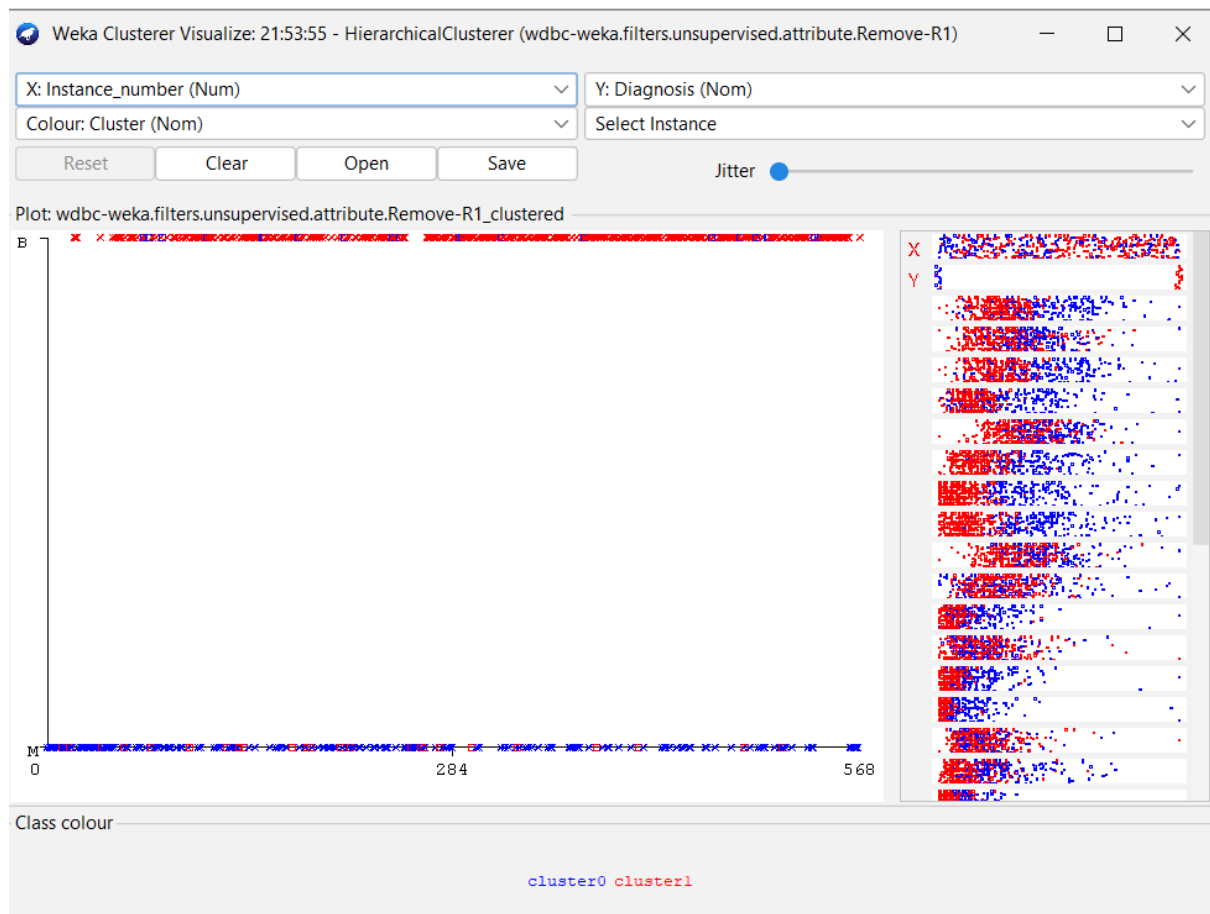 Weka Clusterer Visualize: 21:53:55 - HierarchicalClusterer (wdbc-weka.filters.unsupervised.attribute.Remove-R1)
X: Instance_number (Num) Y: Diagnosis (Nom)
Colour: Cluster (Nom) Select Instance
Reset Clear Open Save Jitter
Plot: wdbc-weka.filters.unsupervised.attribute.Remove-R1_clustered
B
X
Y
M
0 284 568
Class colour
cluster0 cluster1